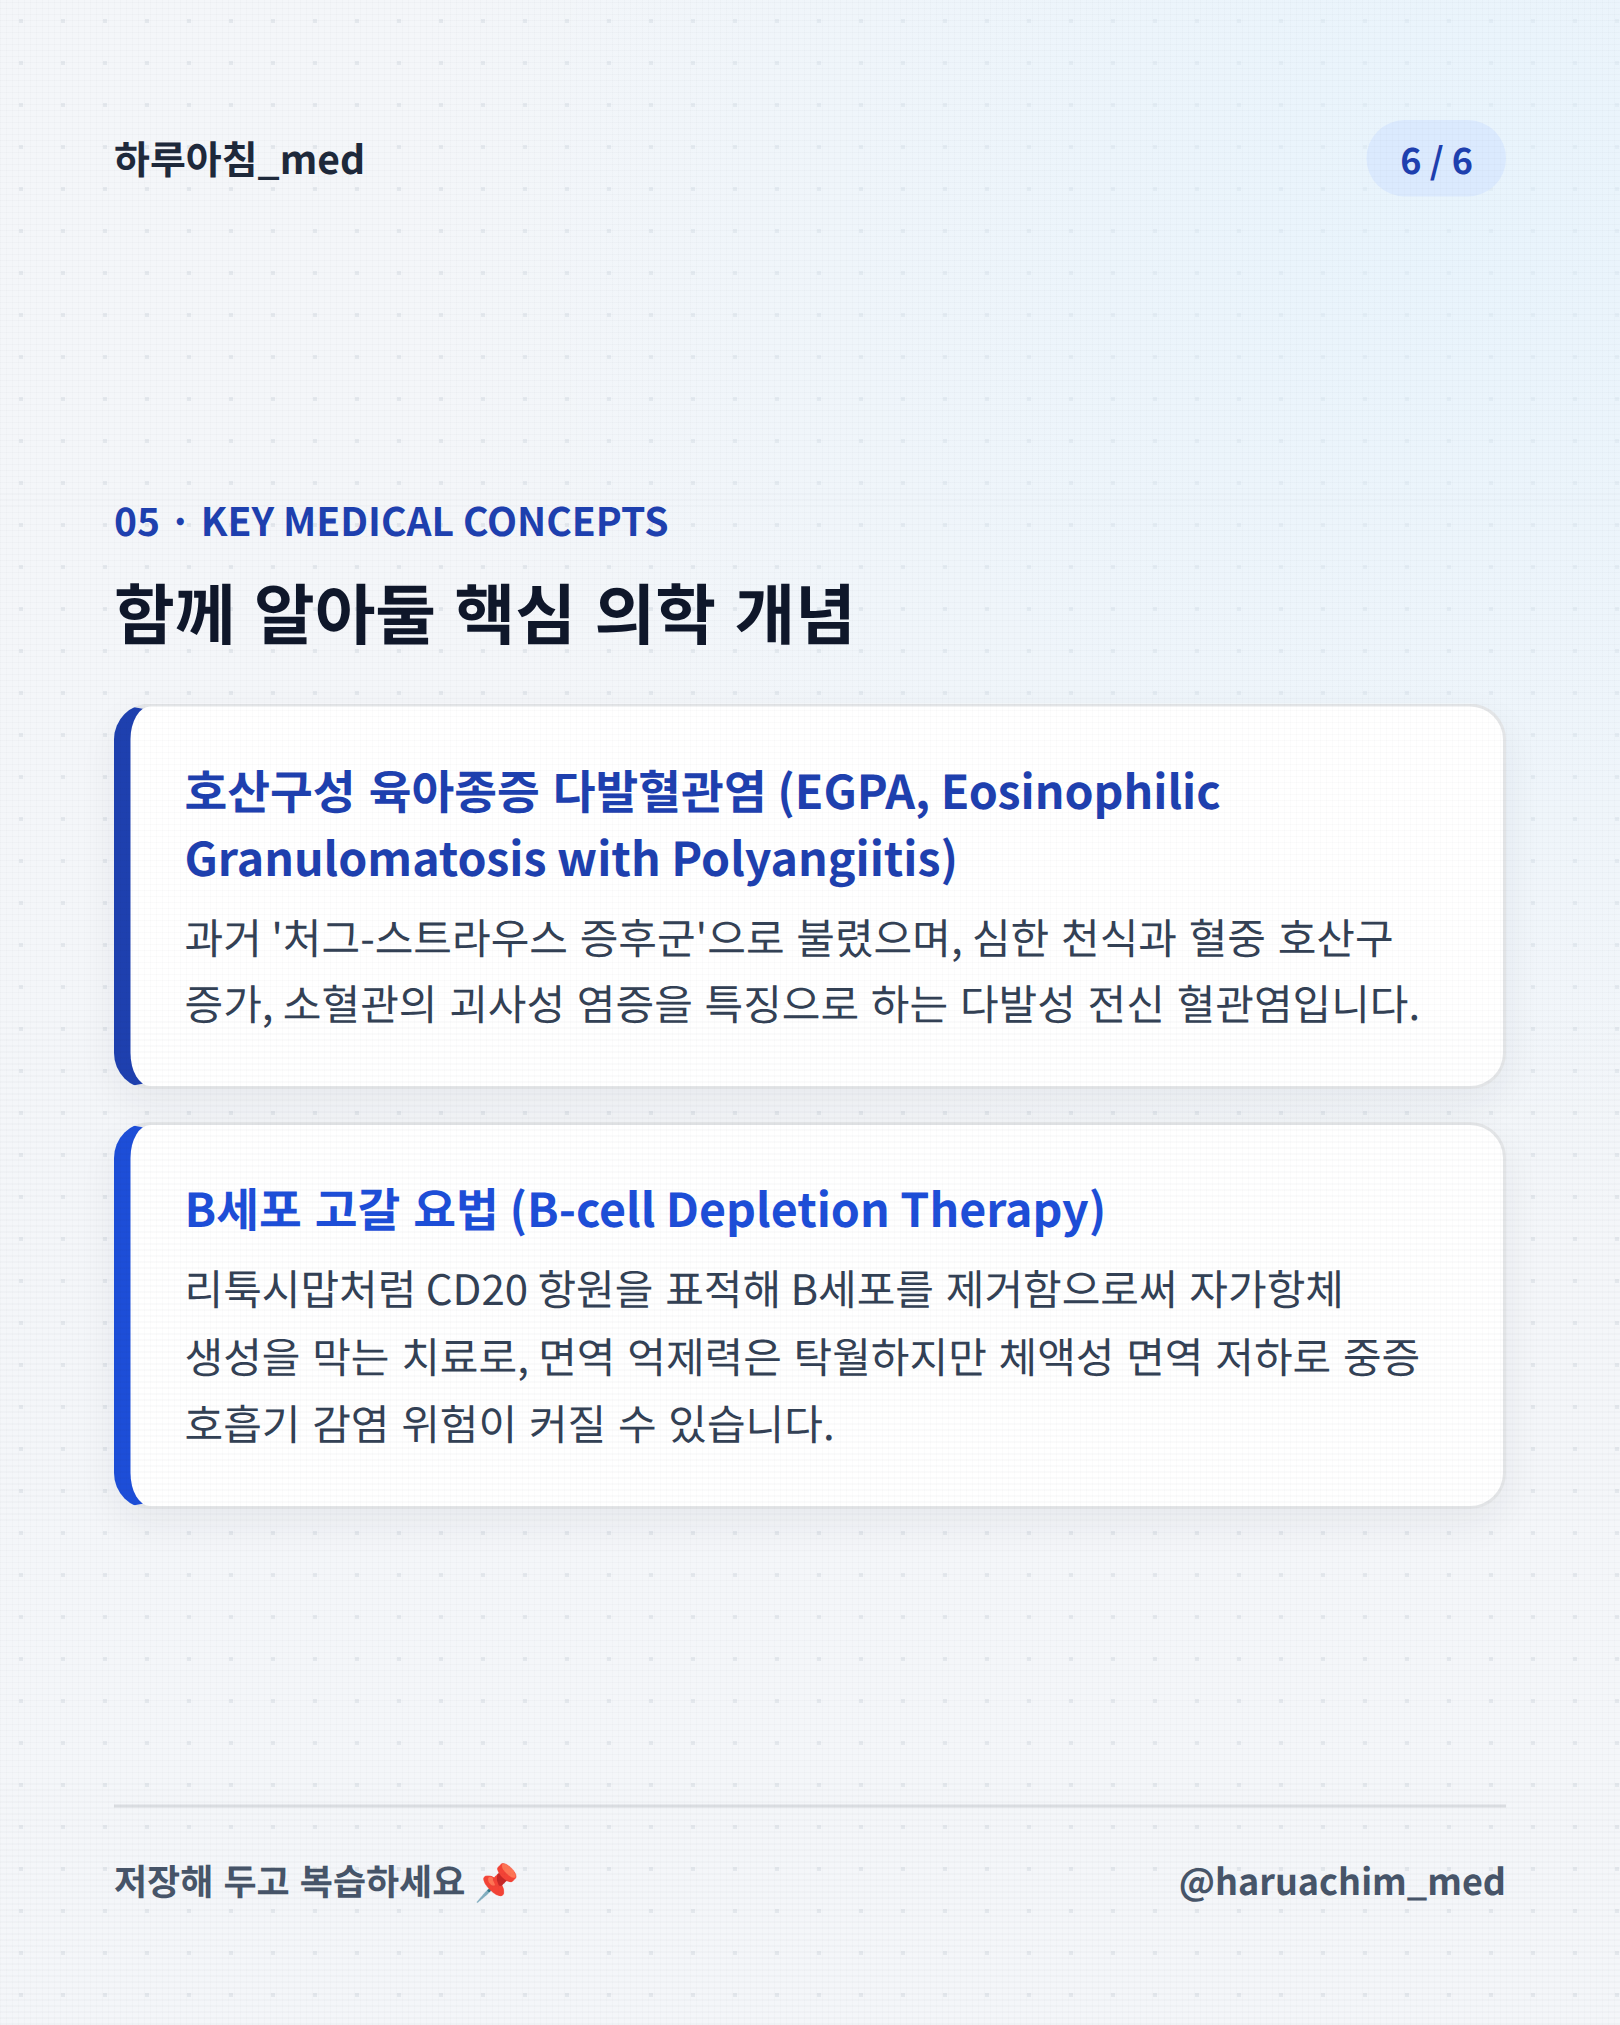 하루아침_med
6 / 6
05 · KEY MEDICAL CONCEPTS
함께 알아둘 핵심 의학 개념
호산구성 육아종증 다발혈관염 (EGPA, Eosinophilic
Granulomatosis with Polyangiitis)
과거 '처그-스트라우스 증후군'으로 불렸으며, 심한 천식과 혈중 호산구
증가, 소혈관의 괴사성 염증을 특징으로 하는 다발성 전신 혈관염입니다.
B세포 고갈 요법 (B-cell Depletion Therapy)
리툭시맙처럼 CD20 항원을 표적해 B세포를 제거함으로써 자가항체
생성을 막는 치료로, 면역 억제력은 탁월하지만 체액성 면역 저하로 중증
호흡기 감염 위험이 커질 수 있습니다.
저장해 두고 복습하세요 📌
@haruachim_med